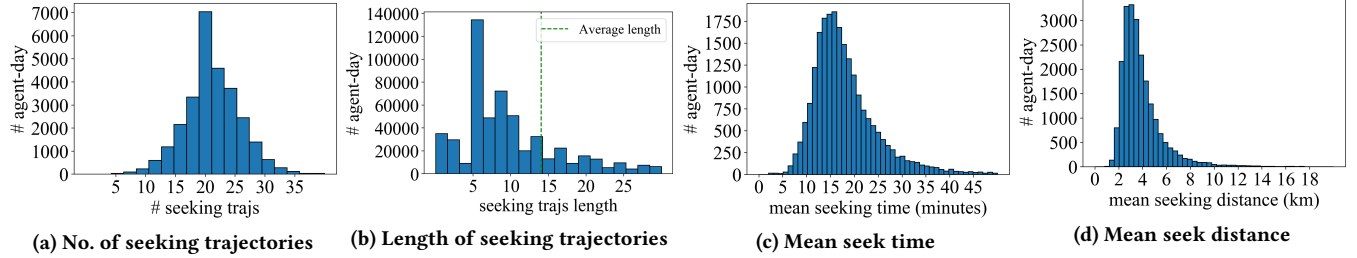 7000
6000
5000
4000
3000
2000
1000
0
# agent-day
5 10 15 20 25 30 35
# seeking trajs
(a) No. of seeking trajectories
140000
120000
100000
80000
60000
40000
20000
0
# agent-day
Average length
5 10 15 20 25
seeking trajs length
(b) Length of seeking trajectories
1750
1500
1250
1000
750
500
250
0
# agent-day
0 5 10 15 20 25 30 35 40 45
mean seeking time (minutes)
(c) Mean seek time
3000
2500
2000
1500
1000
500
0
# agent-day
0 2 4 6 8 10 12 14 16 18
mean seeking distance (km)
(d) Mean seek distance